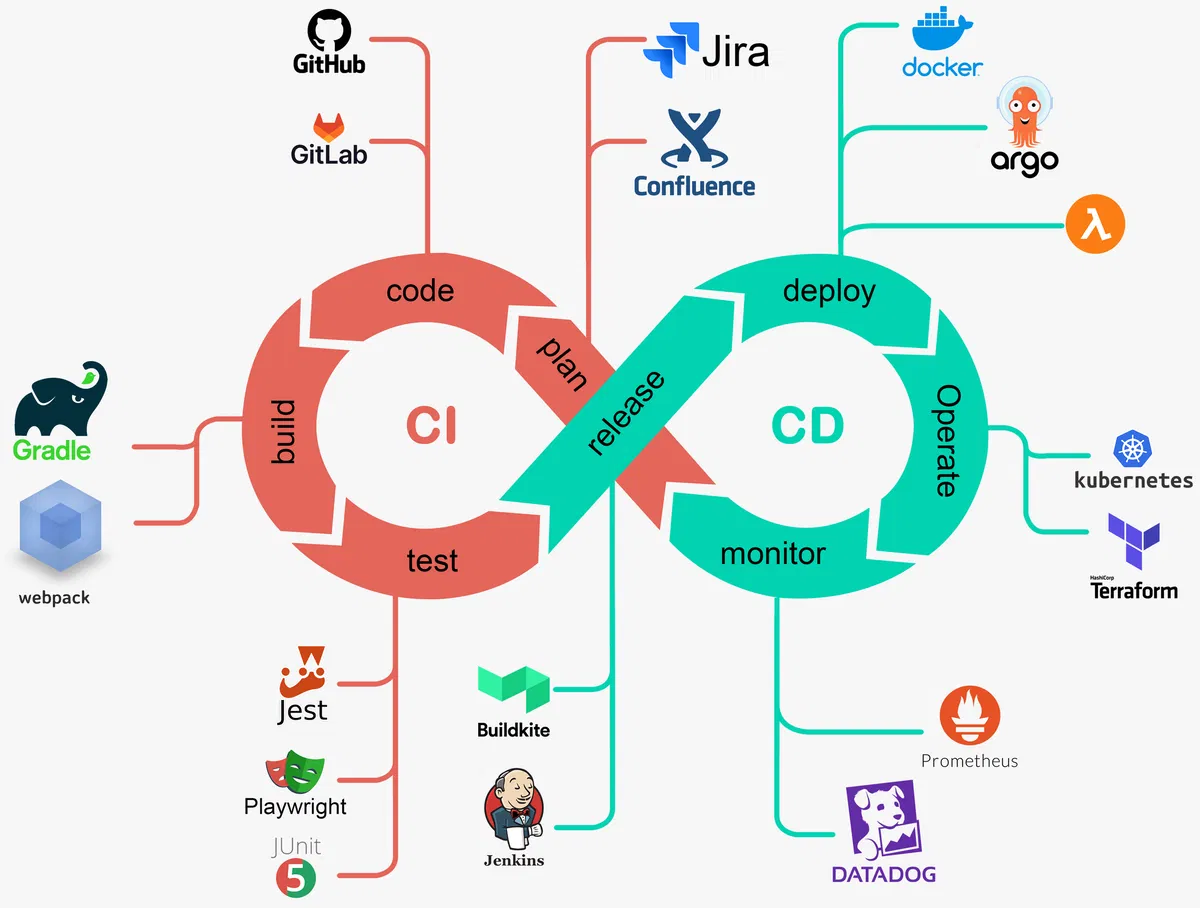 GitHub
Jira
docker
GitLab
Confluence
argo
λ
code
deploy
plan
release
build
CI
CD
Operate
Gradle
kubernetes
webpack
test
monitor
HashiCorp
Terraform
Jest
Buildkite
Prometheus
Playwright
JUnit
5
Jenkins
DATADOG